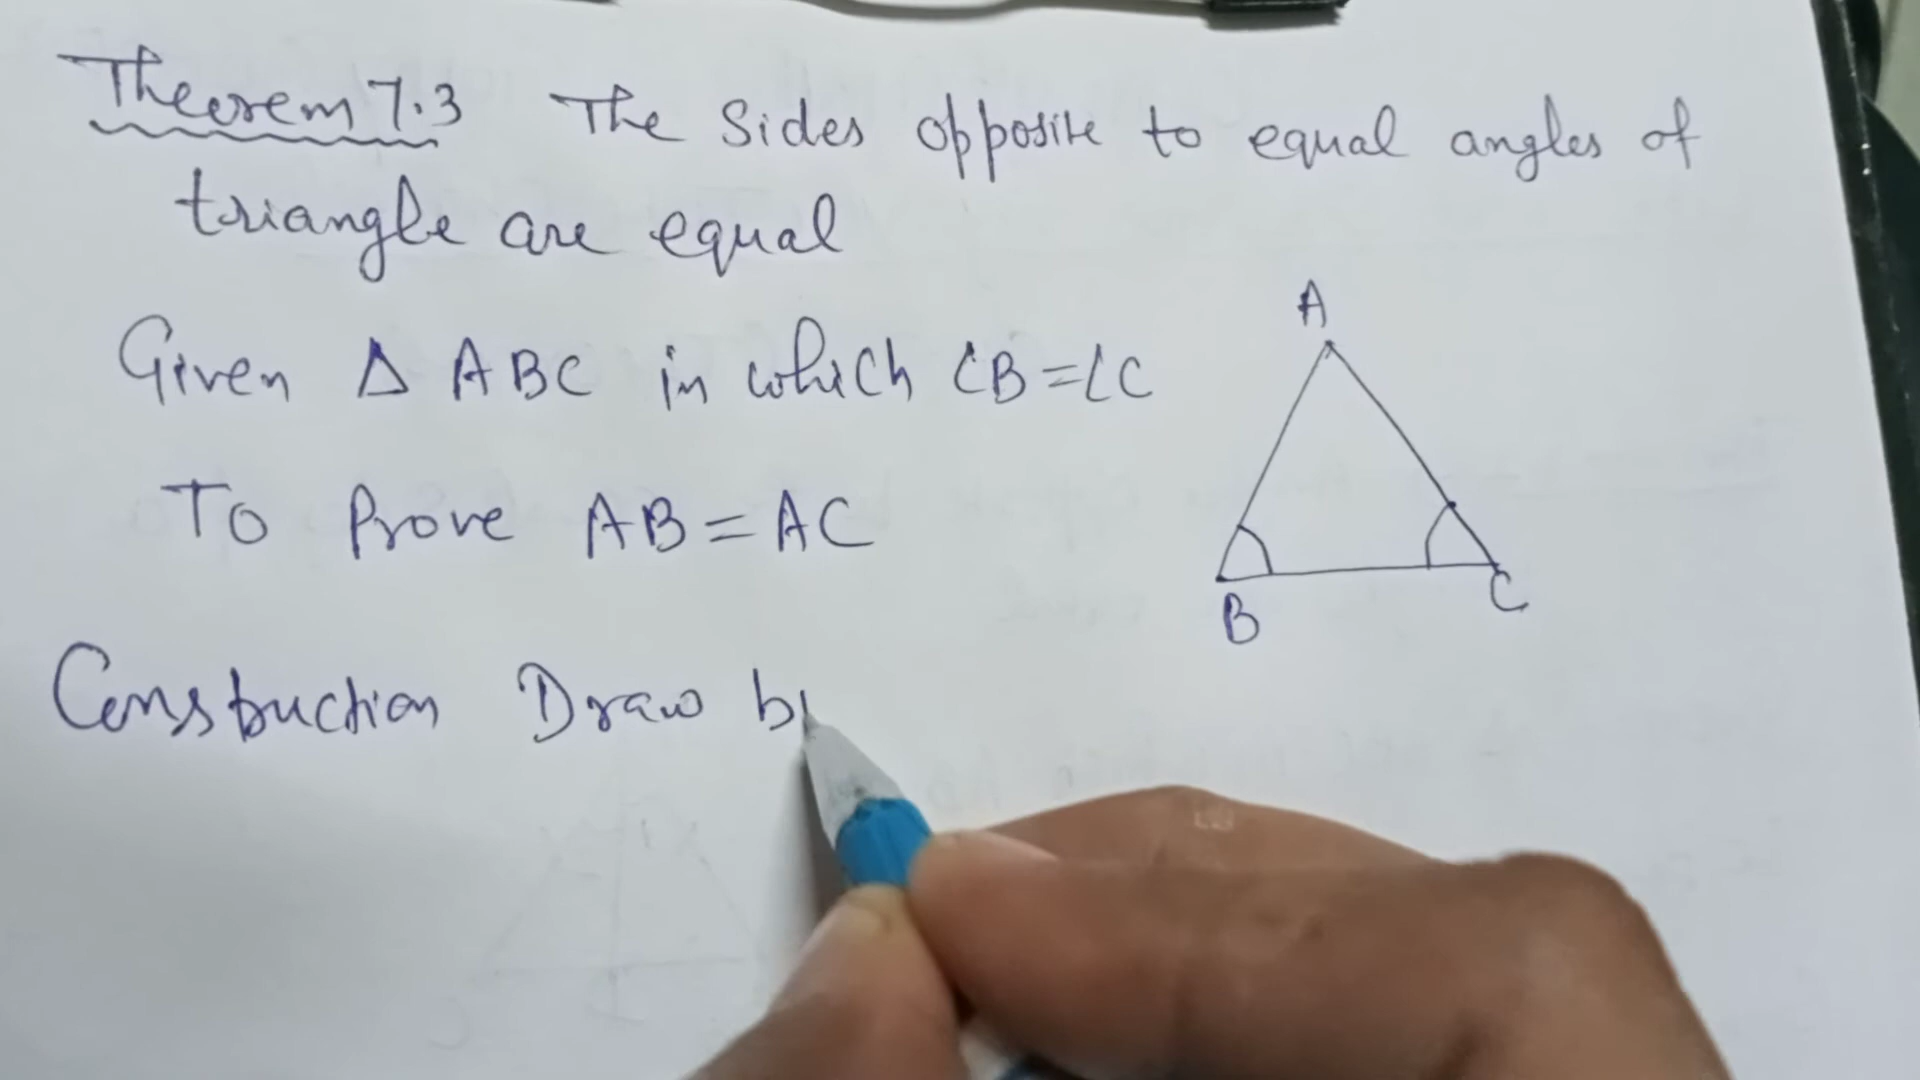 Theorem 7.3 The Sides opposite to equal angles of
triangle are equal
Given Δ ABC in which ∠B=∠C
To Prove AB=AC
Construction Draw bi
A
B
C